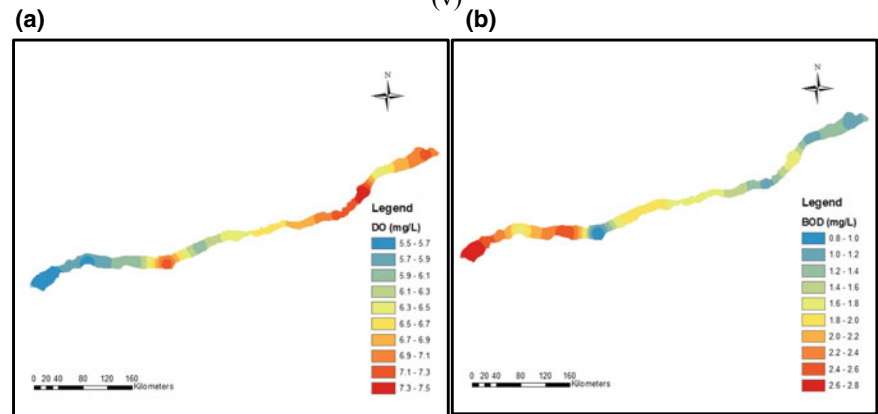 (v)
(a)
(b)
N
Legend
DO (mg/L)
5.5 - 5.7
5.7 - 5.9
5.9 - 6.1
6.1 - 6.3
6.3 - 6.5
6.5 - 6.7
6.7 - 6.9
6.9 - 7.1
7.1 - 7.3
7.3 - 7.5
0 20 40 80 120 160
Kilometers
N
Legend
BOD (mg/L)
0.8 - 1.0
1.0 - 1.2
1.2 - 1.4
1.4 - 1.6
1.6 - 1.8
1.8 - 2.0
2.0 - 2.2
2.2 - 2.4
2.4 - 2.6
2.6 - 2.8
0 20 40 80 120 160
Kilometers